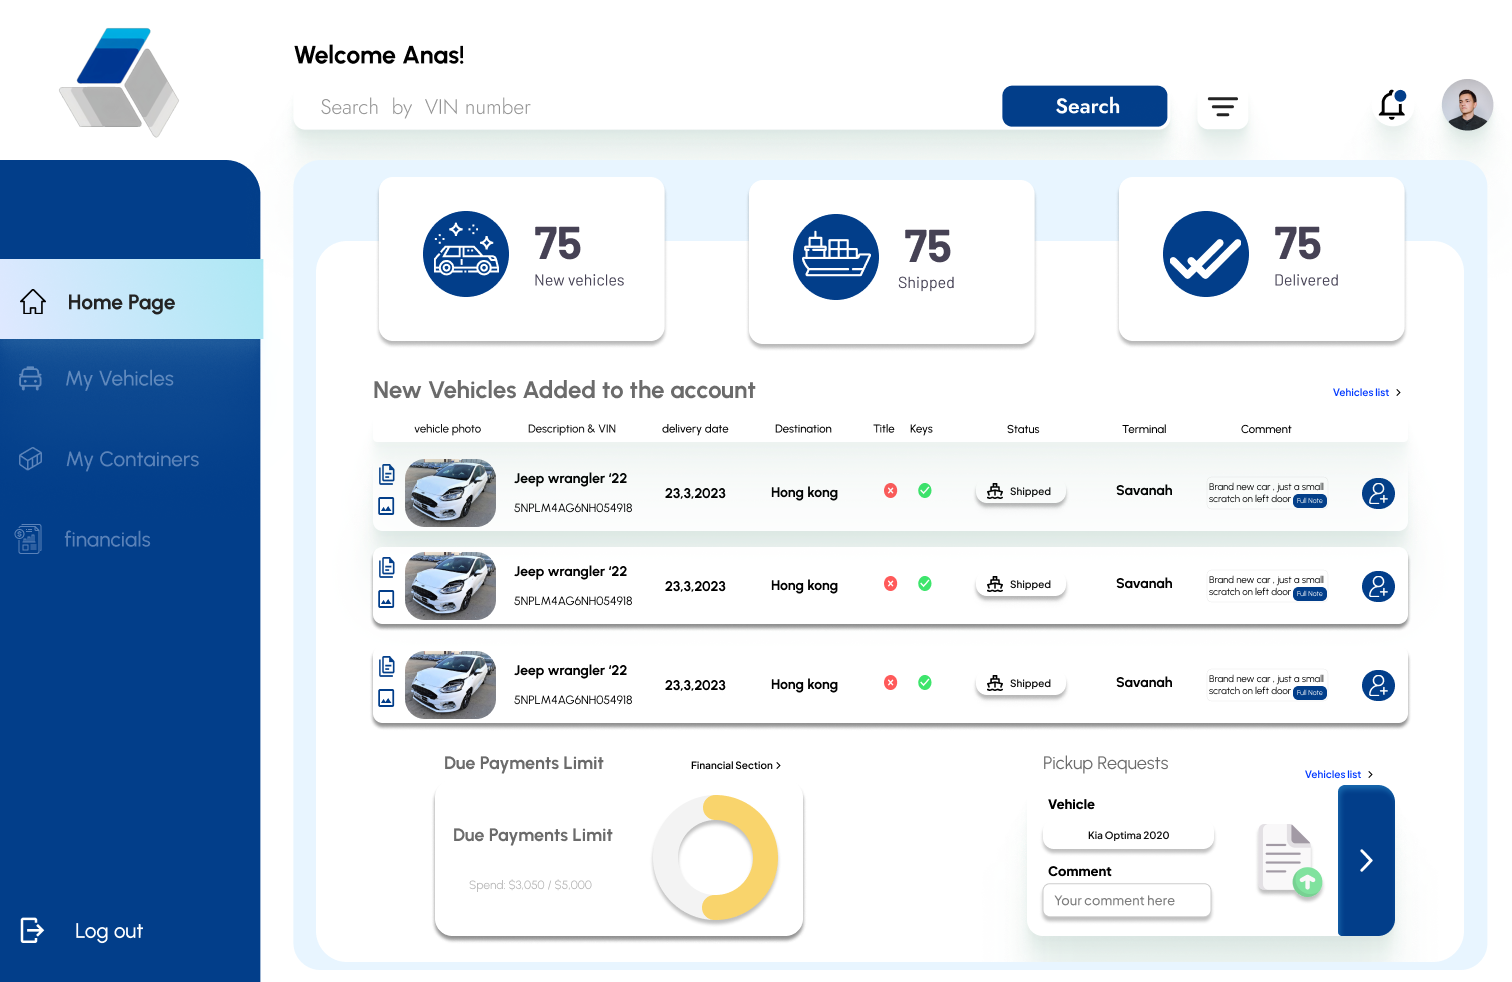 Welcome Anas!
Search by VIN number
Search
75
New vehicles
75
Shipped
75
Delivered
Home Page
My Vehicles
My Containers
financials
Log out
New Vehicles Added to the account
Vehicles list >
vehicle photo Description & VIN delivery date Destination Title Keys Status Terminal Comment
Jeep wrangler ‘22
5NPLM4AG6NH054918
23,3,2023
Hong kong
Shipped
Savanah
Brand new car , just a small
scratch on left door Full Note
Jeep wrangler ‘22
5NPLM4AG6NH054918
23,3,2023
Hong kong
Shipped
Savanah
Brand new car , just a small
scratch on left door Full Note
Jeep wrangler ‘22
5NPLM4AG6NH054918
23,3,2023
Hong kong
Shipped
Savanah
Brand new car , just a small
scratch on left door Full Note
Due Payments Limit
Financial Section >
Due Payments Limit
Spend: $3,050 / $5,000
Pickup Requests
Vehicles list >
Vehicle
Kia Optima 2020
Comment
Your comment here